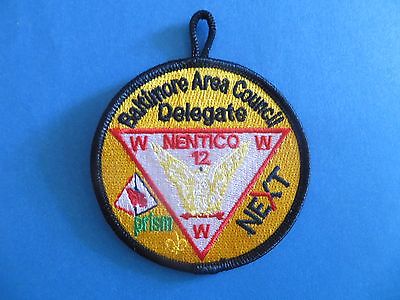 Baltimore Area Council
Delegate
W NENTICO W
12
prism
NEXT
W